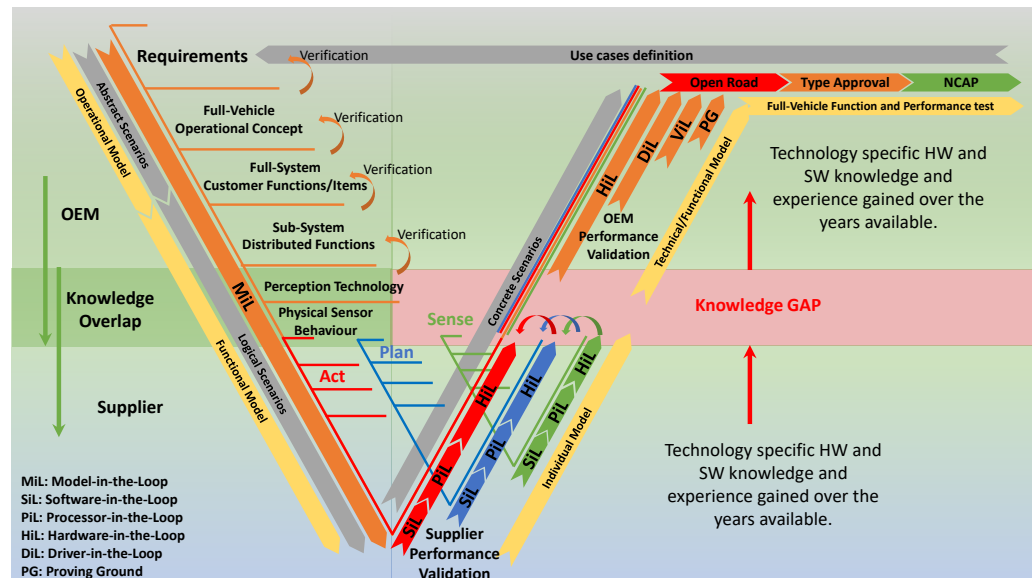 Requirements
Verification
Use cases definition
Open Road
Type Approval
NCAP
Full-Vehicle Function and Performance test
Operational Model
Abstract Scenarios
Full-Vehicle
Operational Concept
Verification
Full-System
Customer Functions/Items
Verification
Sub-System
Distributed Functions
Verification
OEM
Knowledge
Overlap
Supplier
MiL
Perception Technology
Physical Sensor
Behaviour
Functional Model
Logical Scenarios
Act
Plan
Sense
Concrete Scenarios
HiL
DiL
ViL
PG
OEM
Performance
Validation
Technical/Functional Model
Technology specific HW and
SW knowledge and
experience gained over the
years available.
Knowledge GAP
SiL
PiL
HiL
SiL
PiL
HiL
SiL
PiL
HiL
Individual Model
Supplier
Performance
Validation
Technology specific HW and
SW knowledge and
experience gained over the
years available.
MiL: Model-in-the-Loop
SiL: Software-in-the-Loop
PiL: Processor-in-the-Loop
HiL: Hardware-in-the-Loop
DiL: Driver-in-the-Loop
PG: Proving Ground